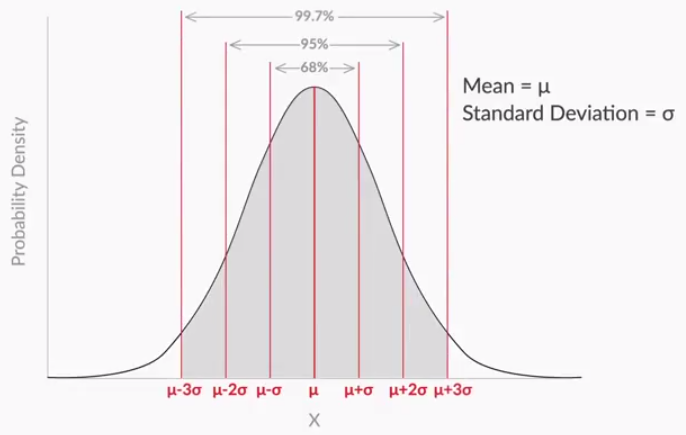 99.7%
95%
68%
Mean = μ
Standard Deviation = σ
Probability Density
μ-3σ μ-2σ μ-σ μ μ+σ μ+2σ μ+3σ
X